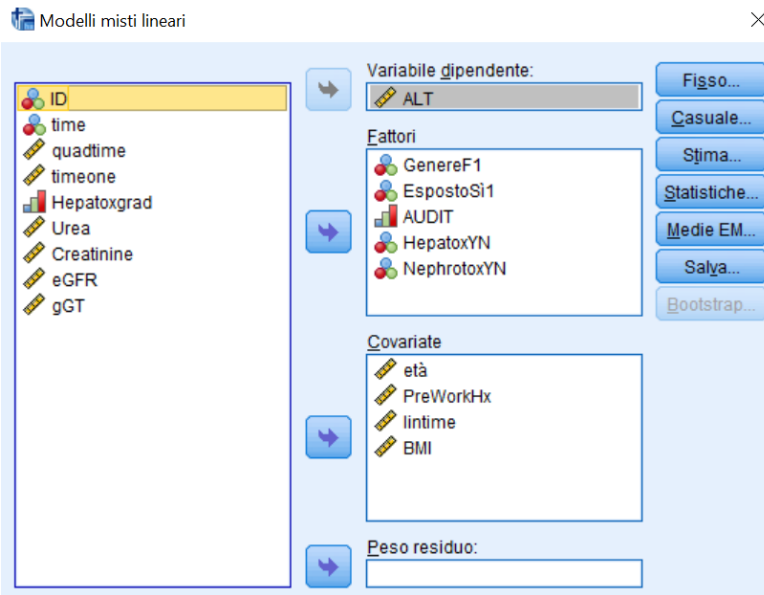 Modelli misti lineari
ID
time
quadtime
timeone
Hepatoxgrad
Urea
Creatinine
eGFR
gGT
Variabile dipendente:
ALT
Fattori
GenereF1
EspostoSì1
AUDIT
HepatoxYN
NephrotoxYN
Covariate
età
PreWorkHx
lintime
BMI
Peso residuo:
Fisso...
Casuale...
Stima...
Statistiche...
Medie EM...
Salva...
Bootstrap...